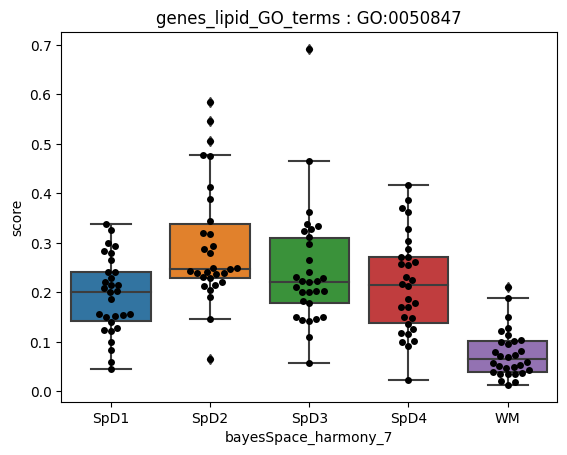 genes_lipid_GO_terms : GO:0050847
0.7
0.6
0.5
0.4
0.3
0.2
0.1
0.0
score
SpD1 SpD2 SpD3 SpD4 WM
bayesSpace_harmony_7